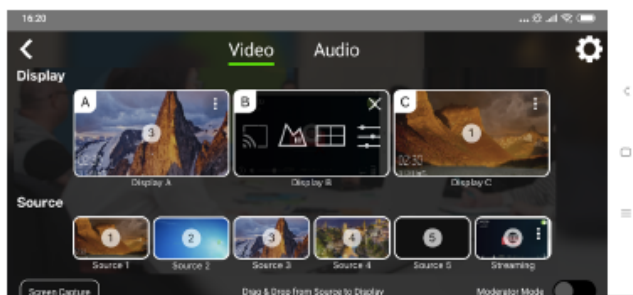 16:20
Video Audio
Display
A B C
3 1
02:30 02:30
Display A Display B Display C
Source
1 2 3 4 5
Source 1 Source 2 Source 3 Source 4 Source 5 Streaming
Screen Capture Drag & Drop from Source to Display Moderator Mode